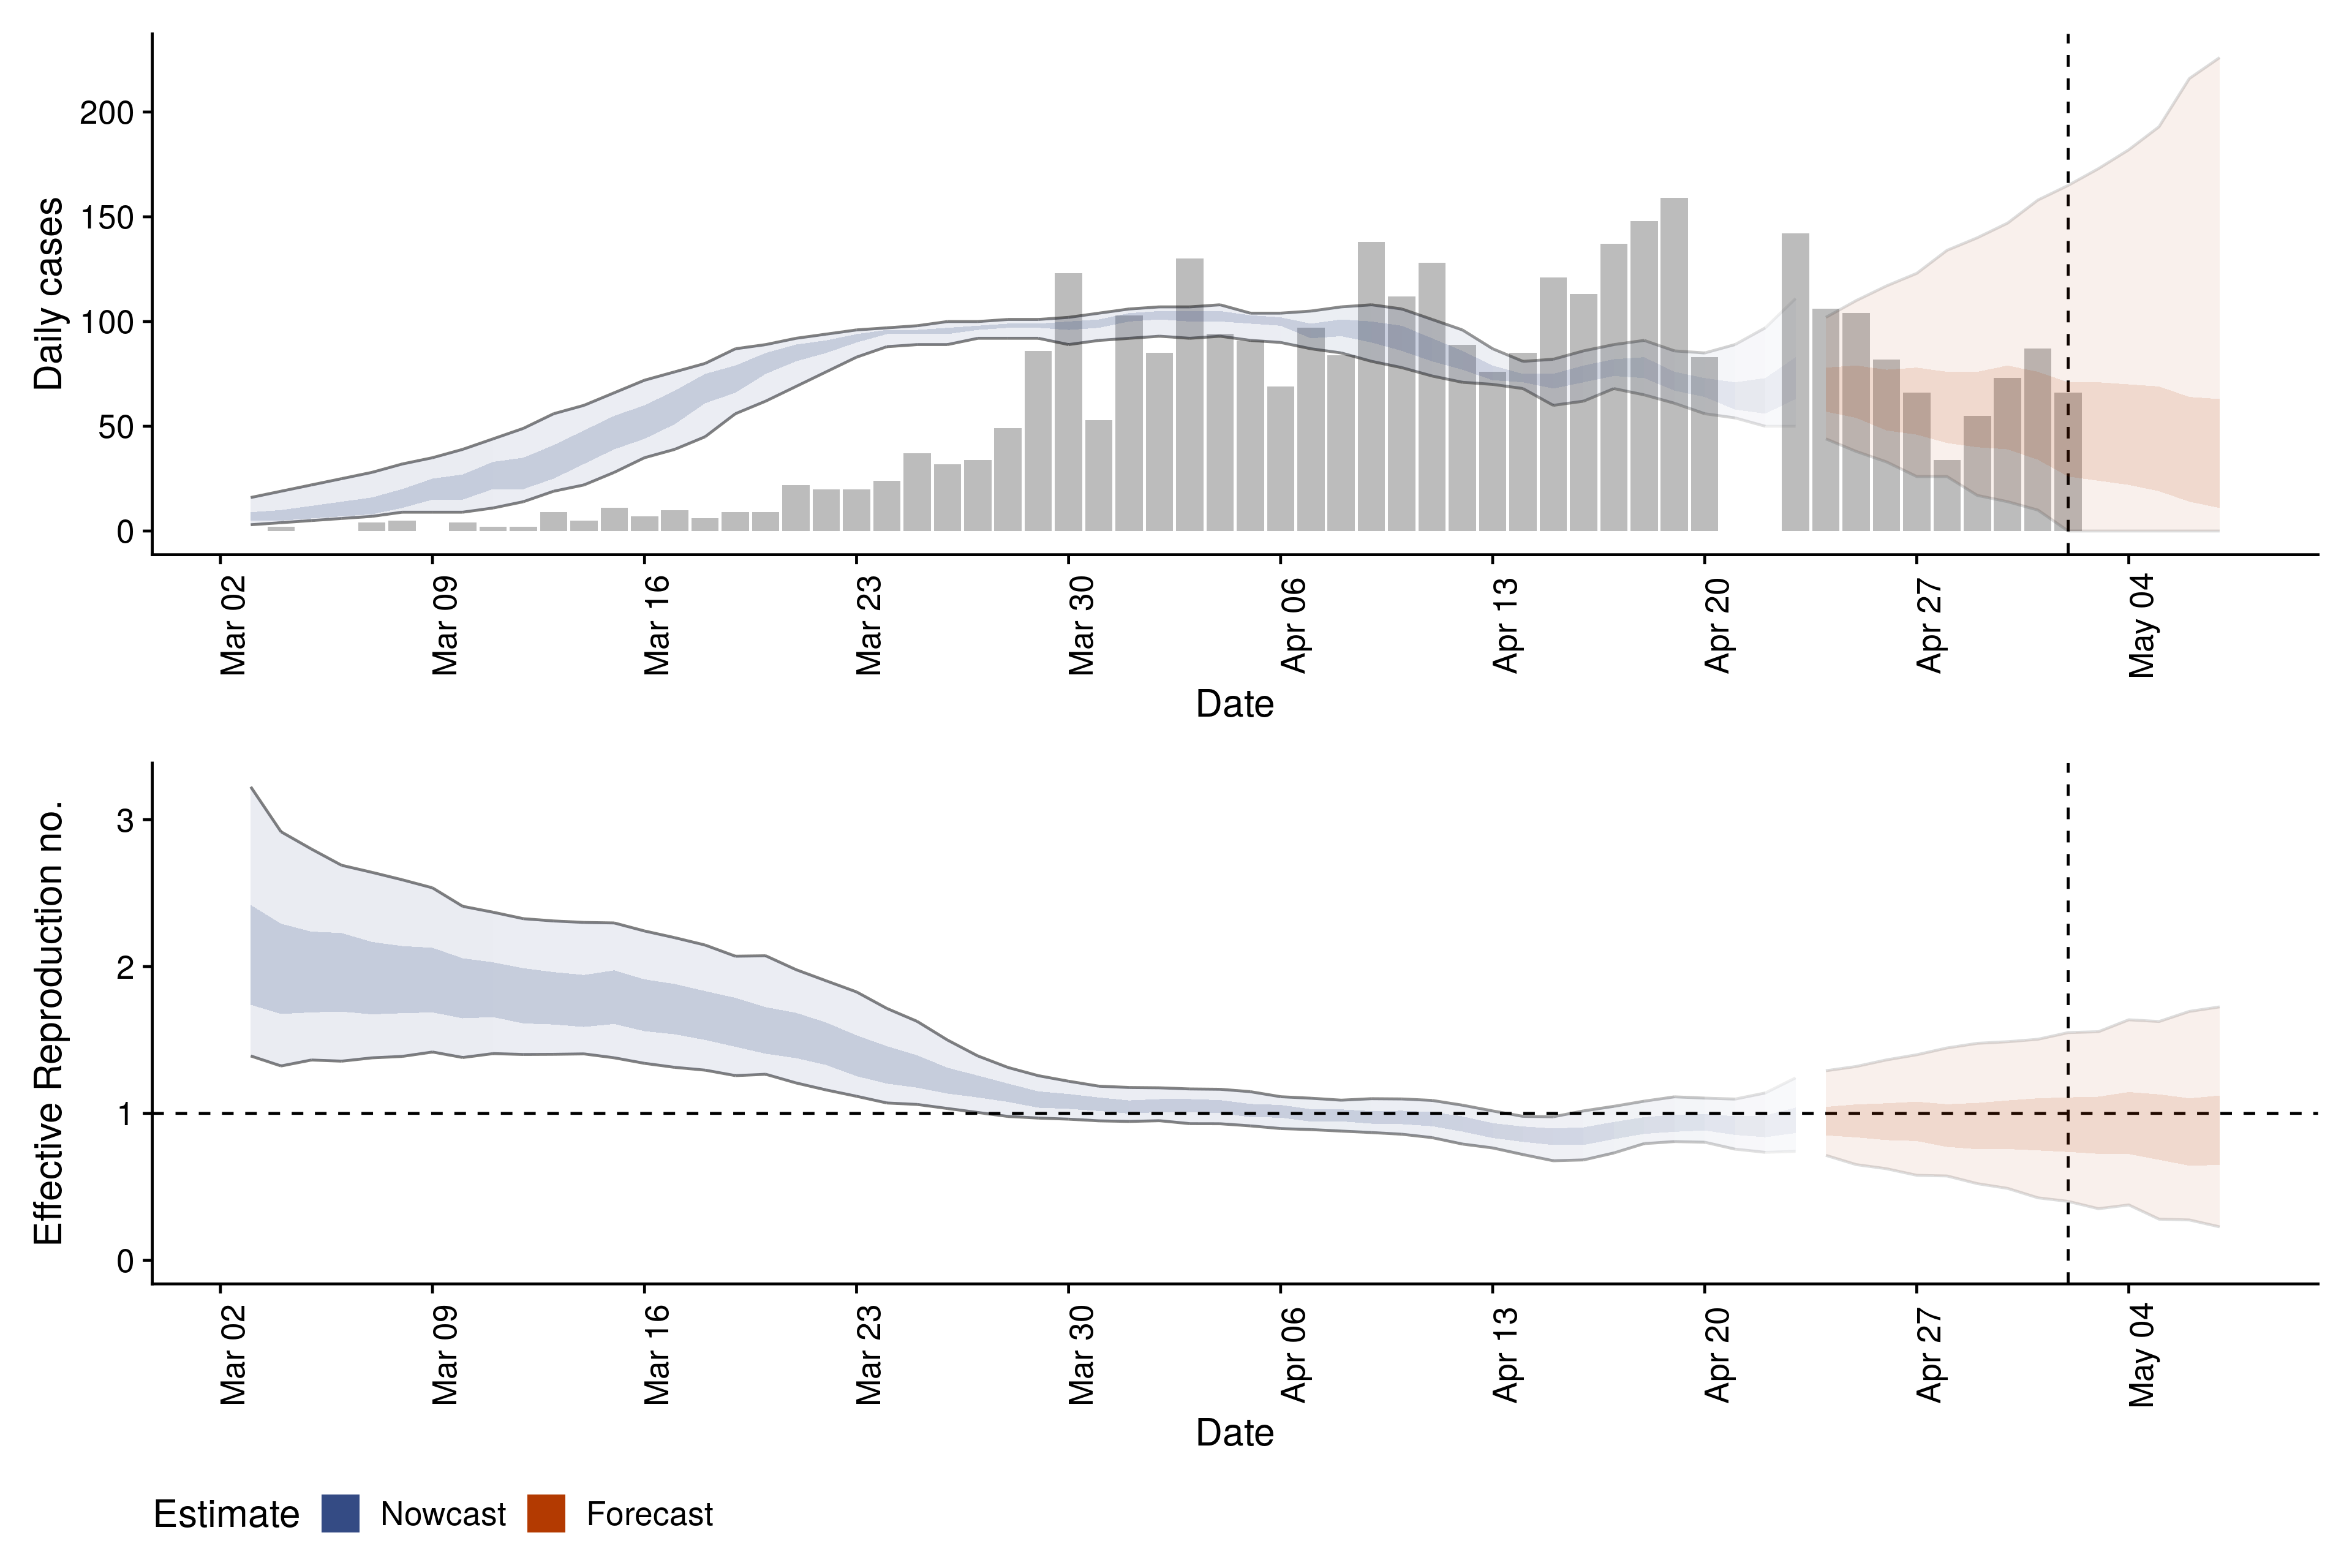 Daily cases
200
150
100
50
0
Mar 02
Mar 09
Mar 16
Mar 23
Mar 30
Apr 06
Apr 13
Apr 20
Apr 27
May 04
Date
Effective Reproduction no.
3
2
1
0
Mar 02
Mar 09
Mar 16
Mar 23
Mar 30
Apr 06
Apr 13
Apr 20
Apr 27
May 04
Date
Estimate Nowcast Forecast